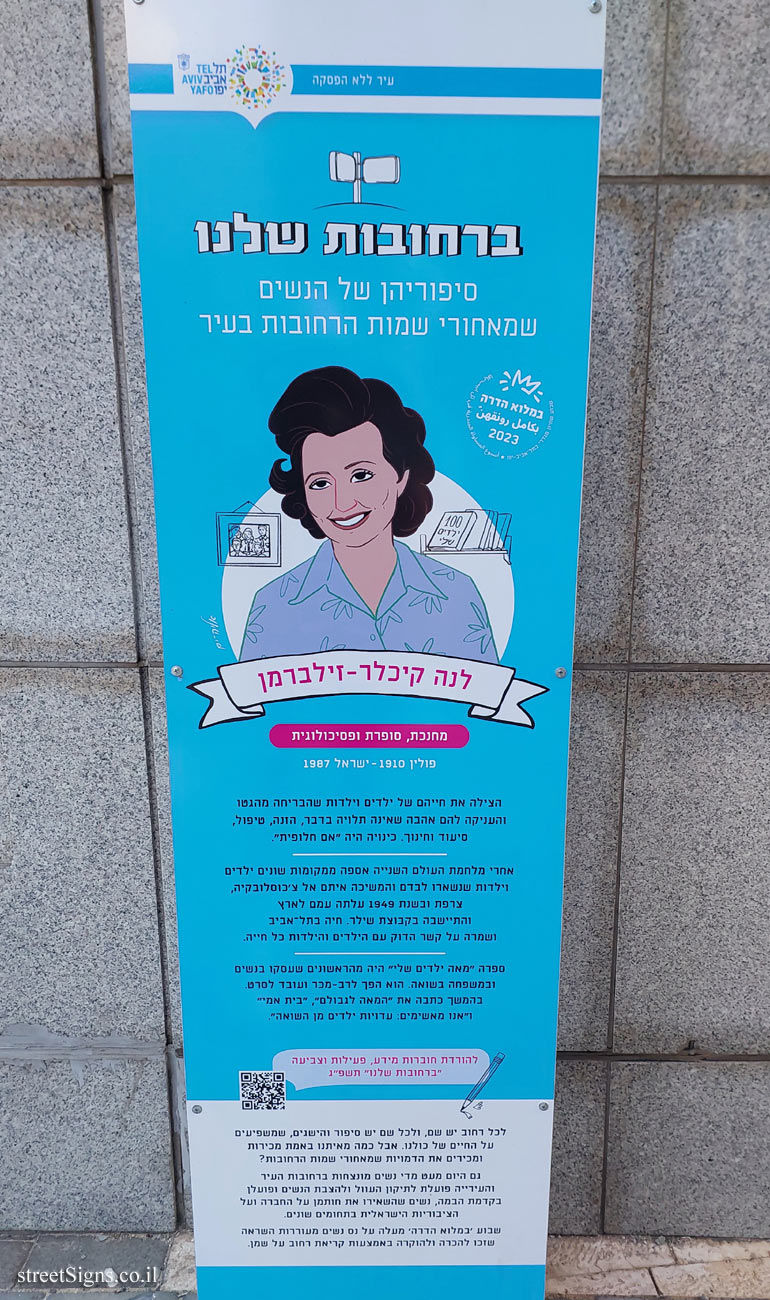 תל TEL
אביב AVIV
יפו YAFO
עיר ללא הפסקה
ברחובות שלנו
סיפוריהן של הנשים
שמאחורי שמות הרחובות בעיר
במלוא הדרה
بكامل رونقهن
2023
100
ילדים
שלי
לנה קיכלר-זילברמן
מחנכת, סופרת ופסיכולוגית
פולין 1910 - ישראל 1987
הצילה את חייהם של ילדים וילדות שהבריחה מהגטו
והעניקה להם אהבה שאינה תלויה בדבר, הזנה, טיפול,
סיעוד וחינוך. כינויה היה "אם חלופית".
אחרי מלחמת העולם השנייה אספה ממקומות שונים ילדים
וילדות שנשארו לבדם והמשיכה איתם אל צ'כוסלובקיה,
צרפת ובשנת 1949 עלתה עמם לארץ
והתיישבה בקבוצת שילר. חיה בתל־אביב
ושמרה על קשר הדוק עם הילדים והילדות כל חייה.
ספרה "מאה ילדים שלי" היה מהראשונים שעסקו בנשים
ובמשפחה בשואה. הוא הפך לרב-מכר ועובד לסרט.
בהמשך כתבה את "המאה לגבולם", "בית אמי"
ו"אנו מאשימים: עדויות ילדים מן השואה".
להורדת חוברות מידע, פעילות וצביעה
"ברחובות שלנו" תשפ"ג
לכל רחוב יש שם, ולכל שם יש סיפור והישגים, שמשפיעים
על החיים של כולנו. אבל כמה מאיתנו באמת מכירות
ומכירים את הדמויות שמאחורי שמות הרחובות?
גם היום מעט מדי נשים מונצחות ברחובות העיר
והעירייה פועלת לתיקון העוול ולהצבת הנשים ופועלן
בקדמת הבמה, נשים שהשאירו את חותמן על החברה ועל
הציבוריות הישראלית בתחומים שונים.
שבוע 'במלוא הדרה' מעלה על נס נשים מעוררות השראה
שזכו להכרה ולהוקרה באמצעות קריאת רחוב על שמן.
streetSigns.co.il